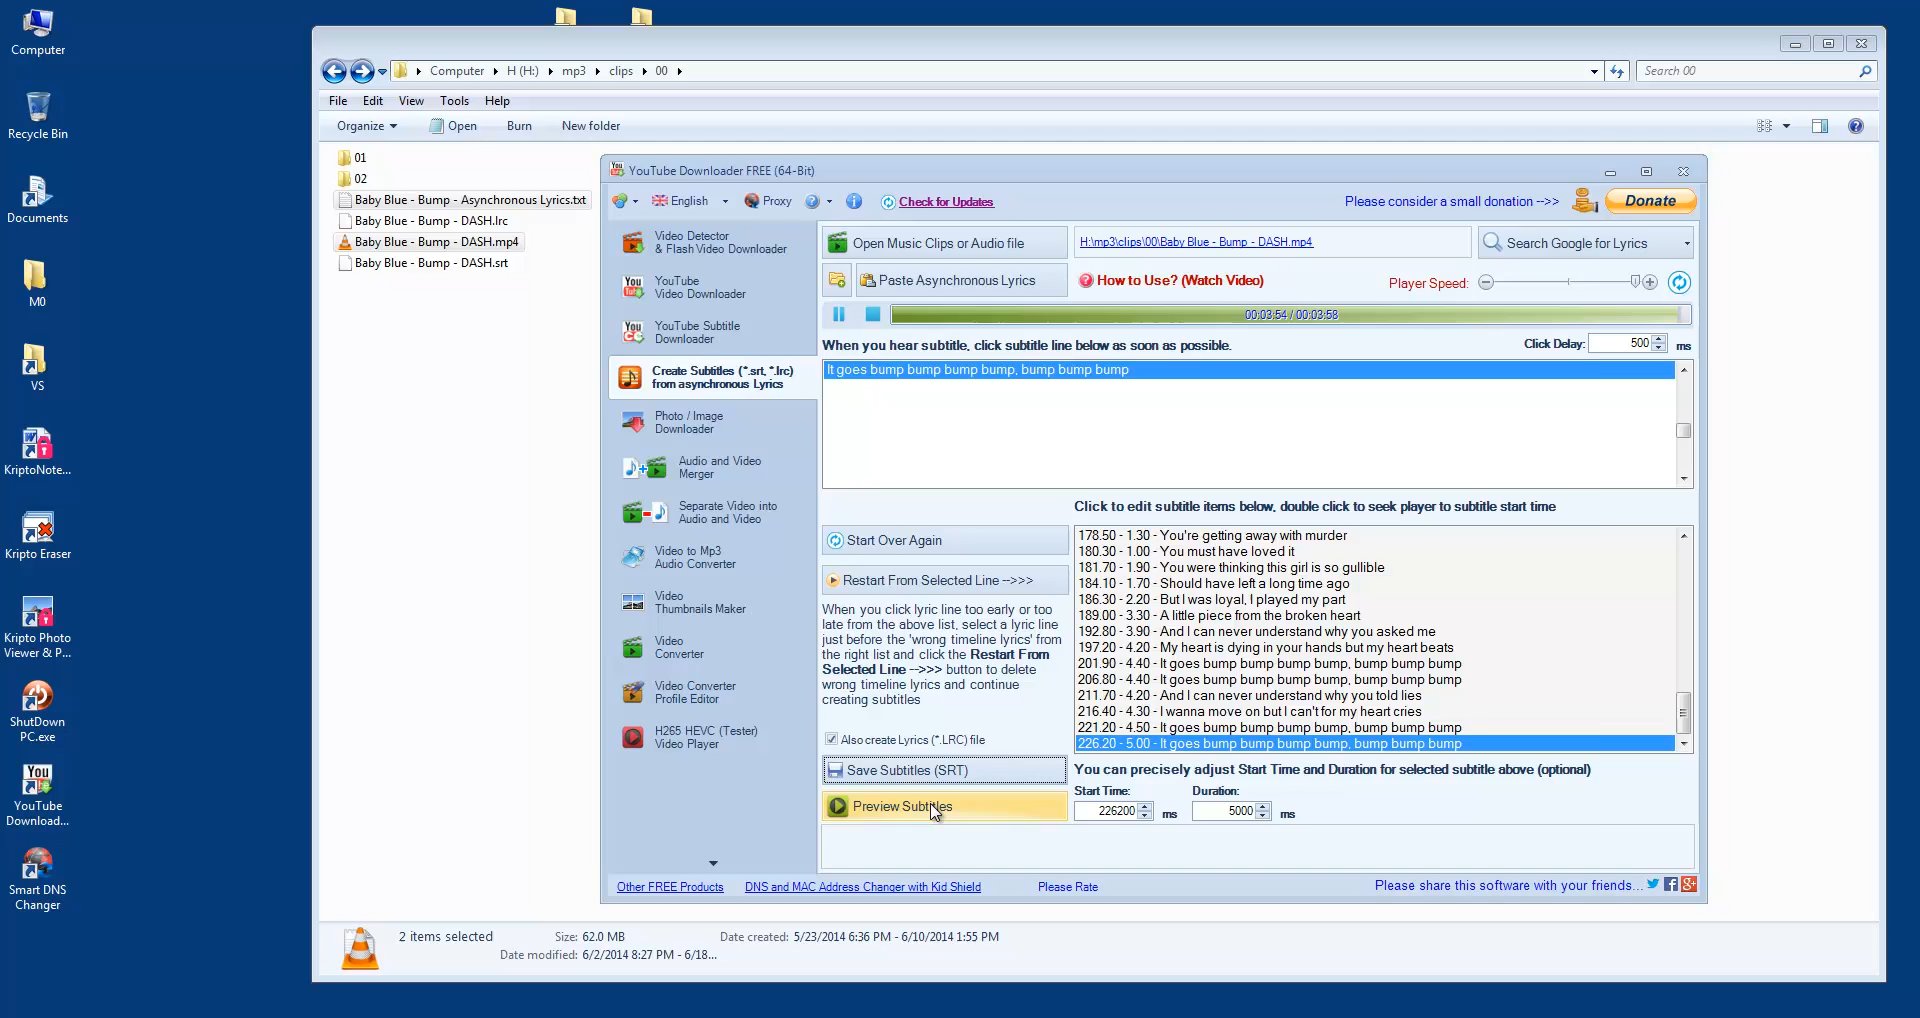 Computer
Recycle Bin
Documents
M0
VS
KriptoNote...
Kripto Eraser
Kripto Photo
Viewer & P...
ShutDown
PC.exe
YouTube
Download...
Smart DNS
Changer
Computer
H (H:)
mp3
clips
00
Search 00
File
Edit
View
Tools
Help
Organize
Open
Burn
New folder
01
02
Baby Blue - Bump - Asynchronous Lyrics.txt
Baby Blue - Bump - DASH.lrc
Baby Blue - Bump - DASH.mp4
Baby Blue - Bump - DASH.srt
YouTube Downloader FREE (64-Bit)
English
Proxy
Check for Updates
Please consider a small donation -->>
Donate
Video Detector
& Flash Video Downloader
YouTube
Video Downloader
YouTube Subtitle
Downloader
Create Subtitles (*.srt, *.lrc)
from asynchronous Lyrics
Photo / Image
Downloader
Audio and Video
Merger
Separate Video into
Audio and Video
Video to Mp3
Audio Converter
Video
Thumbnails Maker
Video
Converter
Video Converter
Profile Editor
H265 HEVC (Tester)
Video Player
Open Music Clips or Audio file
H:\mp3\clips\00\Baby Blue - Bump - DASH.mp4
Search Google for Lyrics
Paste Asynchronous Lyrics
How to Use? (Watch Video)
Player Speed:
00:03:54 / 00:03:58
When you hear subtitle, click subtitle line below as soon as possible.
Click Delay:
500
ms
It goes bump bump bump bump, bump bump bump
Click to edit subtitle items below, double click to seek player to subtitle start time
Start Over Again
Restart From Selected Line -->>>
When you click lyric line too early or too
late from the above list, select a lyric line
just before the 'wrong timeline lyrics' from
the right list and click the Restart From
Selected Line -->>> button to delete
wrong timeline lyrics and continue
creating subtitles
Also create Lyrics (*.LRC) file
Save Subtitles (SRT)
Preview Subtitles
178.50 - 1.30 - You're getting away with murder
180.30 - 1.00 - You must have loved it
181.70 - 1.90 - You were thinking this girl is so gullible
184.10 - 1.70 - Should have left a long time ago
186.30 - 2.20 - But I was loyal, I played my part
189.00 - 3.30 - A little piece from the broken heart
192.80 - 3.90 - And I can never understand why you asked me
197.20 - 4.20 - My heart is dying in your hands but my heart beats
201.90 - 4.40 - It goes bump bump bump bump, bump bump bump
206.80 - 4.40 - It goes bump bump bump bump, bump bump bump
211.70 - 4.20 - And I can never understand why you told lies
216.40 - 4.30 - I wanna move on but I can't for my heart cries
221.20 - 4.50 - It goes bump bump bump bump, bump bump bump
226.20 - 5.00 - It goes bump bump bump bump, bump bump bump
You can precisely adjust Start Time and Duration for selected subtitle above (optional)
Start Time:
Duration:
226200
ms
5000
ms
Other FREE Products
DNS and MAC Address Changer with Kid Shield
Please Rate
Please share this software with your friends...
2 items selected
Size: 62.0 MB
Date created: 5/23/2014 6:36 PM - 6/10/2014 1:55 PM
Date modified: 6/2/2014 8:27 PM - 6/18...